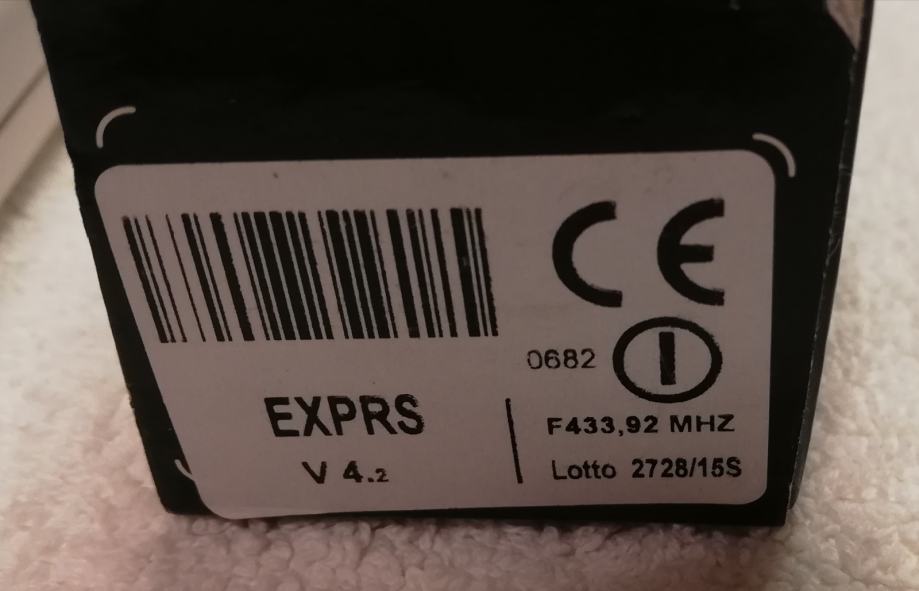 CE
0682
EXPRS
F433,92 MHZ
V 4.2
Lotto 2728/15S